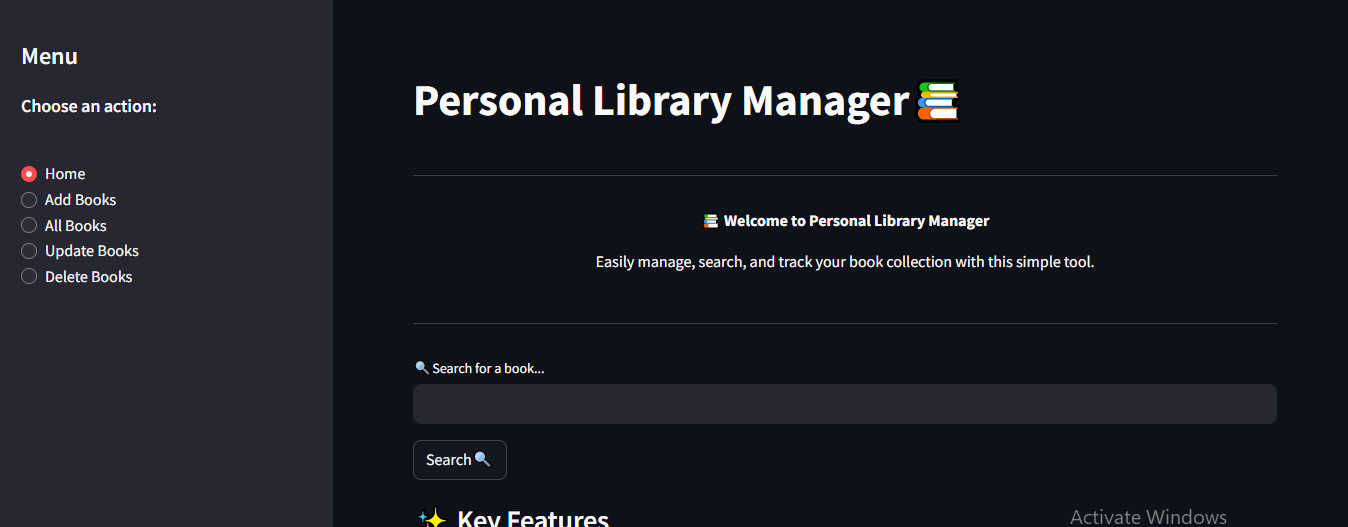 Menu
Choose an action:
Home
Add Books
All Books
Update Books
Delete Books
Personal Library Manager📚
📚 Welcome to Personal Library Manager
Easily manage, search, and track your book collection with this simple tool.
🔍 Search for a book...
Search🔍
✨ Key Features
Activate Windows